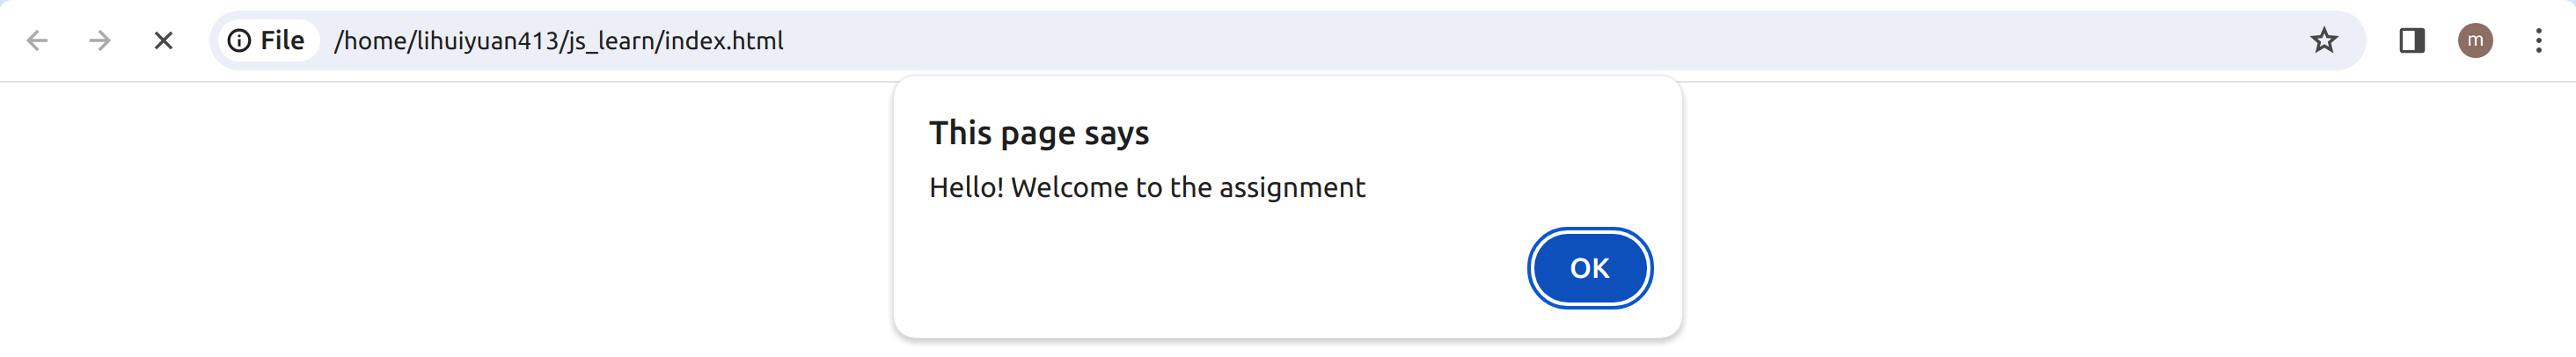 File /home/lihuiyuan413/js_learn/index.html
m
This page says
Hello! Welcome to the assignment
OK